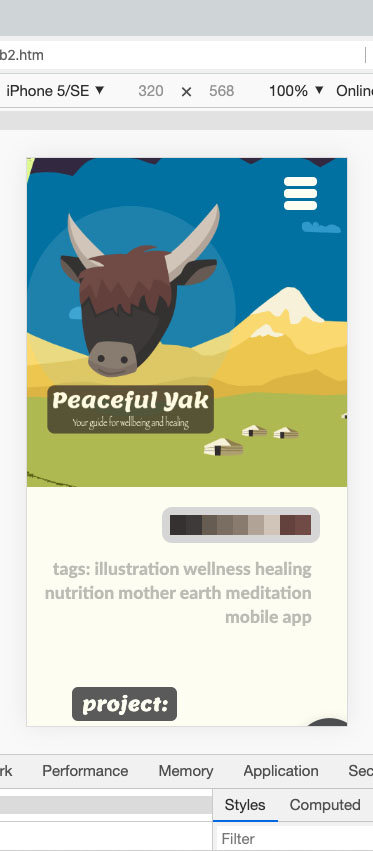 b2.htm
iPhone 5/SE ▼ 320 × 568 100% ▼ Online
Peaceful Yak
Your guide for wellbeing and healing
tags: illustration wellness healing
nutrition mother earth meditation
mobile app
project:
rk Performance Memory Application Sec
Styles Computed
Filter